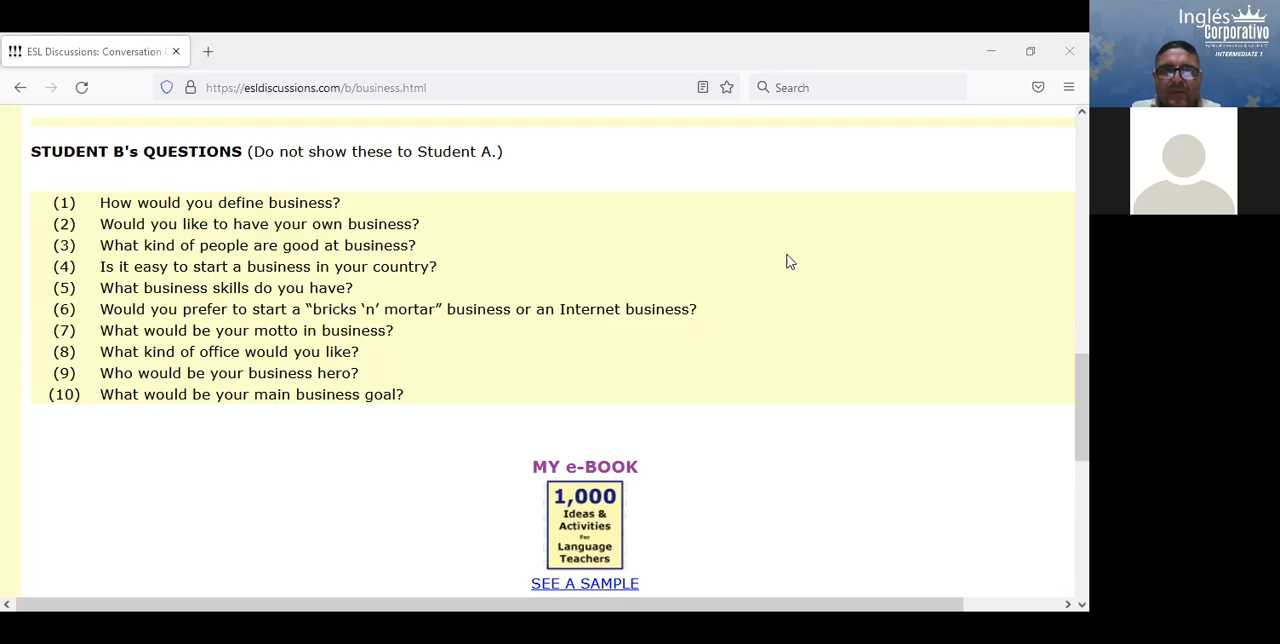 !!! ESL Discussions: Conversation
https://esldiscussions.com/b/business.html
Search
Inglés
Corporativo
INTERMEDIATE 1
STUDENT B's QUESTIONS (Do not show these to Student A.)
(1) How would you define business?
(2) Would you like to have your own business?
(3) What kind of people are good at business?
(4) Is it easy to start a business in your country?
(5) What business skills do you have?
(6) Would you prefer to start a “bricks ‘n’ mortar” business or an Internet business?
(7) What would be your motto in business?
(8) What kind of office would you like?
(9) Who would be your business hero?
(10) What would be your main business goal?
MY e-BOOK
1,000
Ideas &
Activities
For
Language
Teachers
SEE A SAMPLE